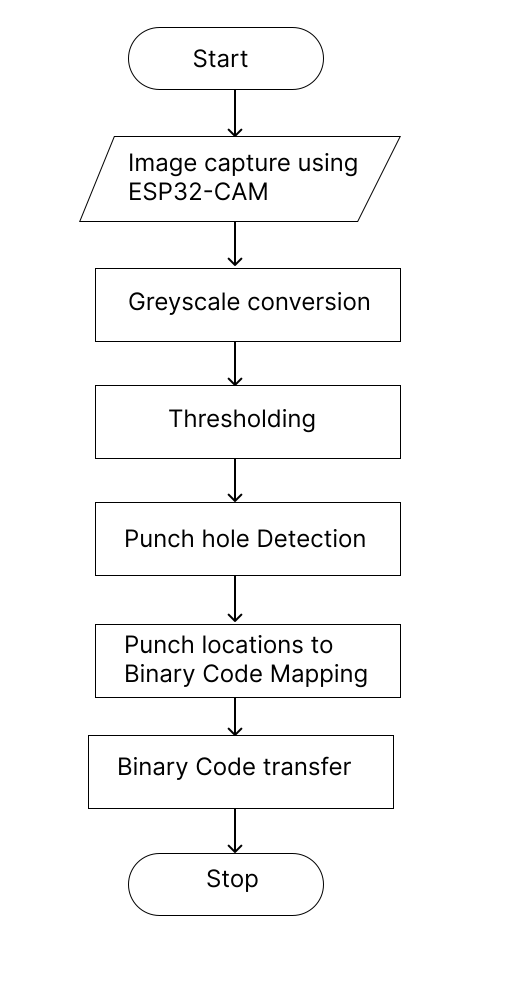 Start
Image capture using
ESP32-CAM
Greyscale conversion
Thresholding
Punch hole Detection
Punch locations to
Binary Code Mapping
Binary Code transfer
Stop